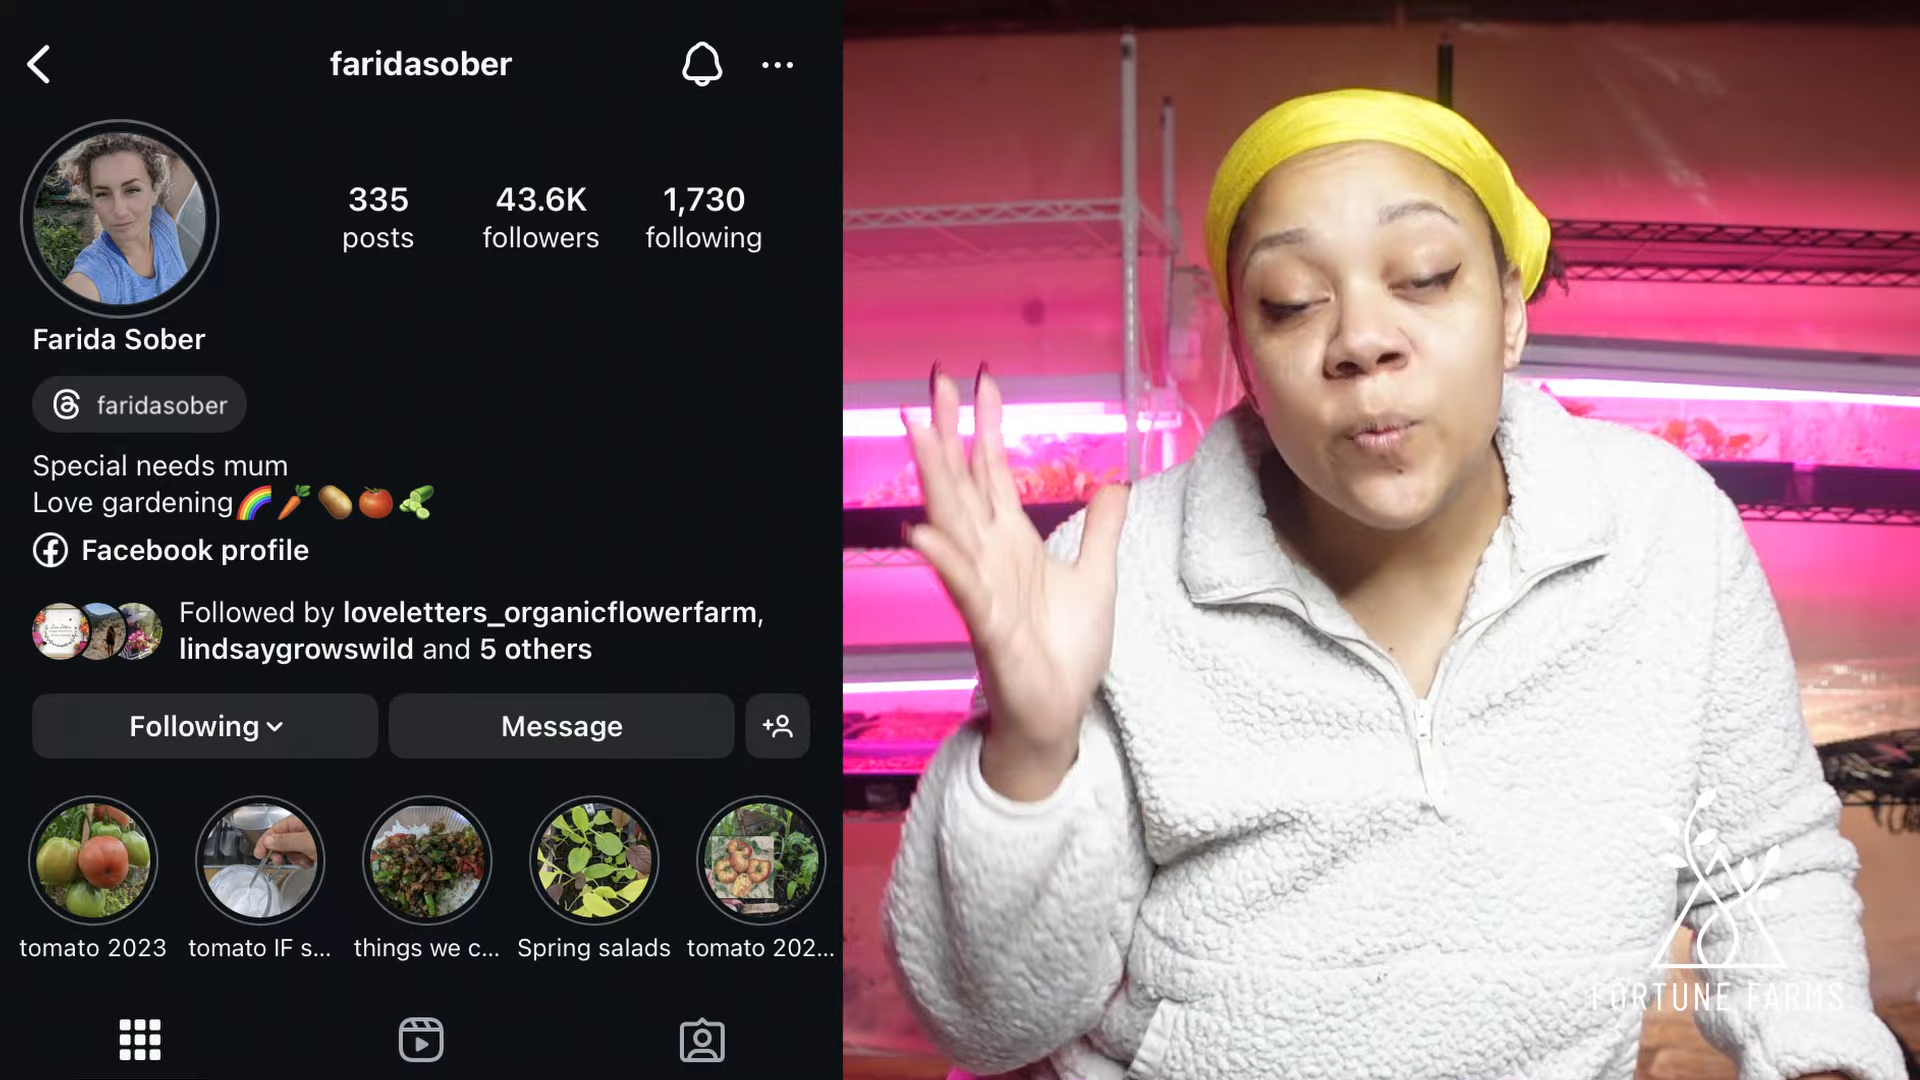 faridasober
335
posts
43.6K
followers
1,730
following
Farida Sober
faridasober
Special needs mum
Love gardening🌈🥕🥔🍅🥒
Facebook profile
Followed by loveletters_organicflowerfarm,
lindsaygrowswild and 5 others
Following
Message
tomato 2023
tomato IF s...
things we c...
Spring salads
tomato 202...
FORTUNE FARMS